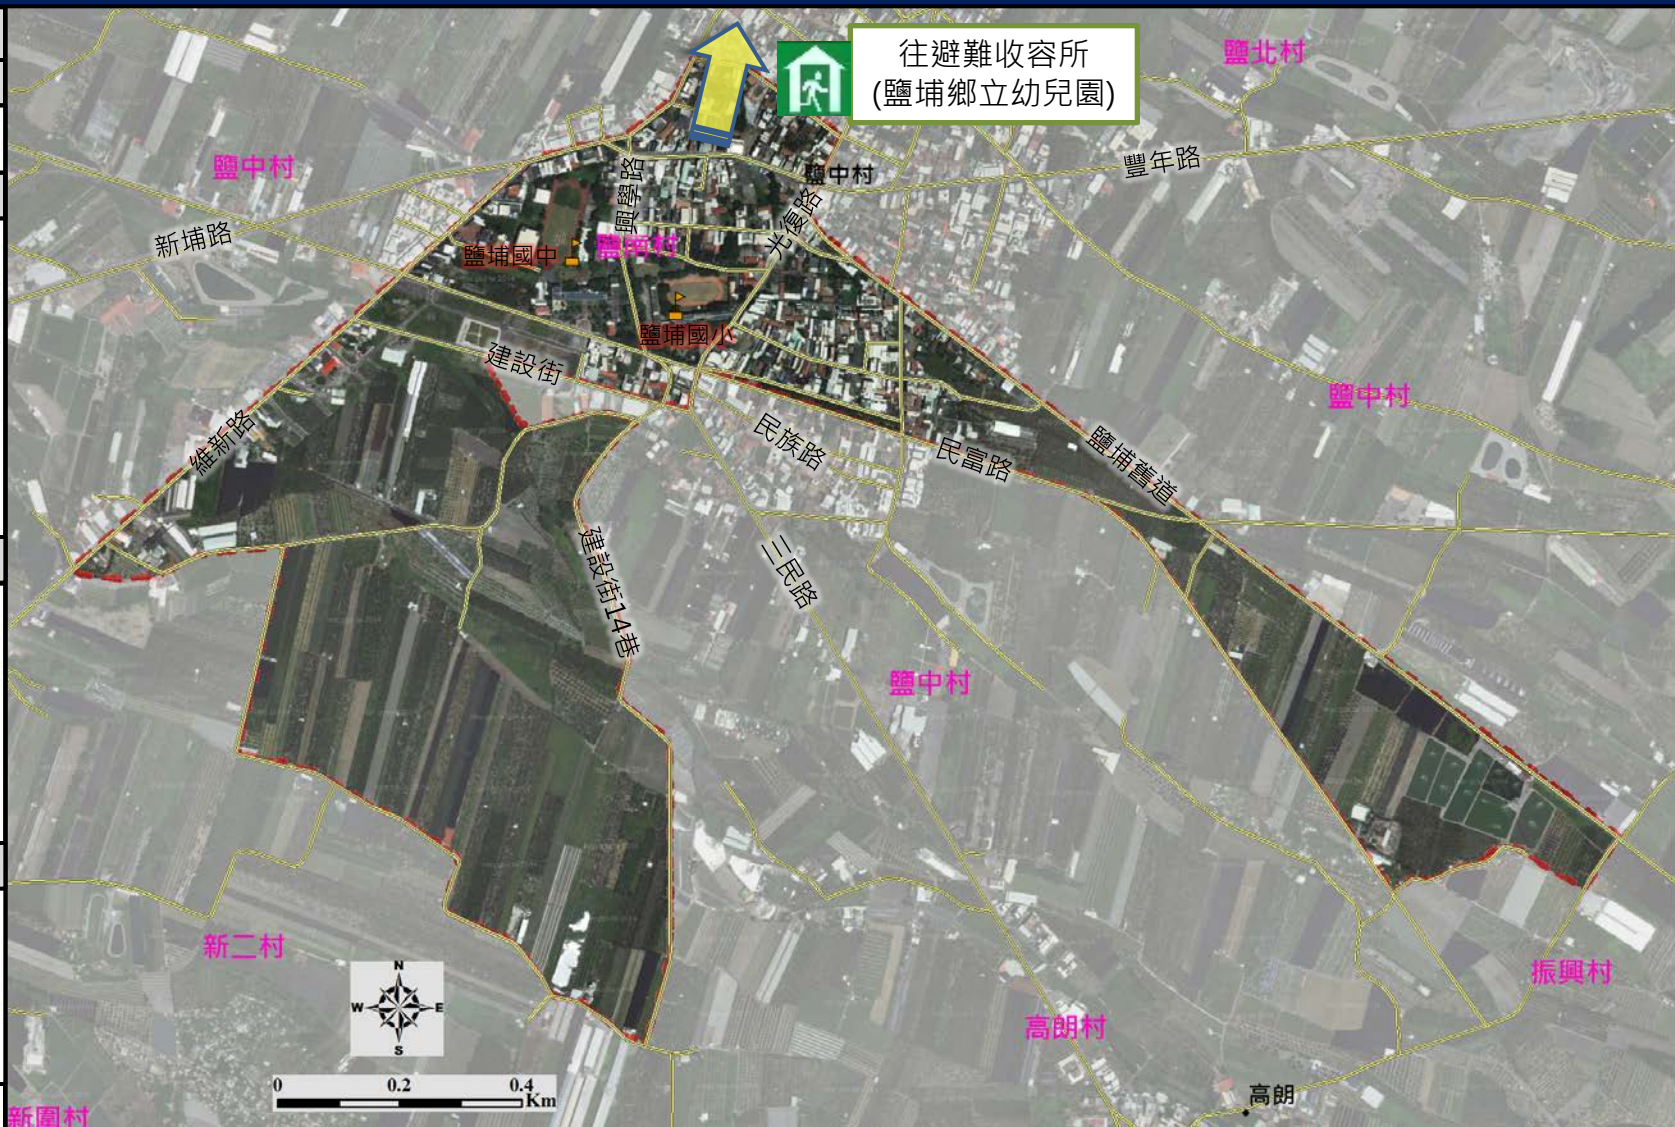 往避難收容所
(鹽埔鄉立幼兒園)
鹽北村
鹽中村
興學路
鹽中村
豐年路
新埔路
光復路
鹽埔國中
鹽南村
鹽埔國小
建設街
鹽中村
維新路
民族路
民富路
鹽埔舊道
建設街14巷
三民路
鹽中村
新二村
振興村
高朗村
N
W
E
S
0
0.2
0.4
Km
高朗
新圍村